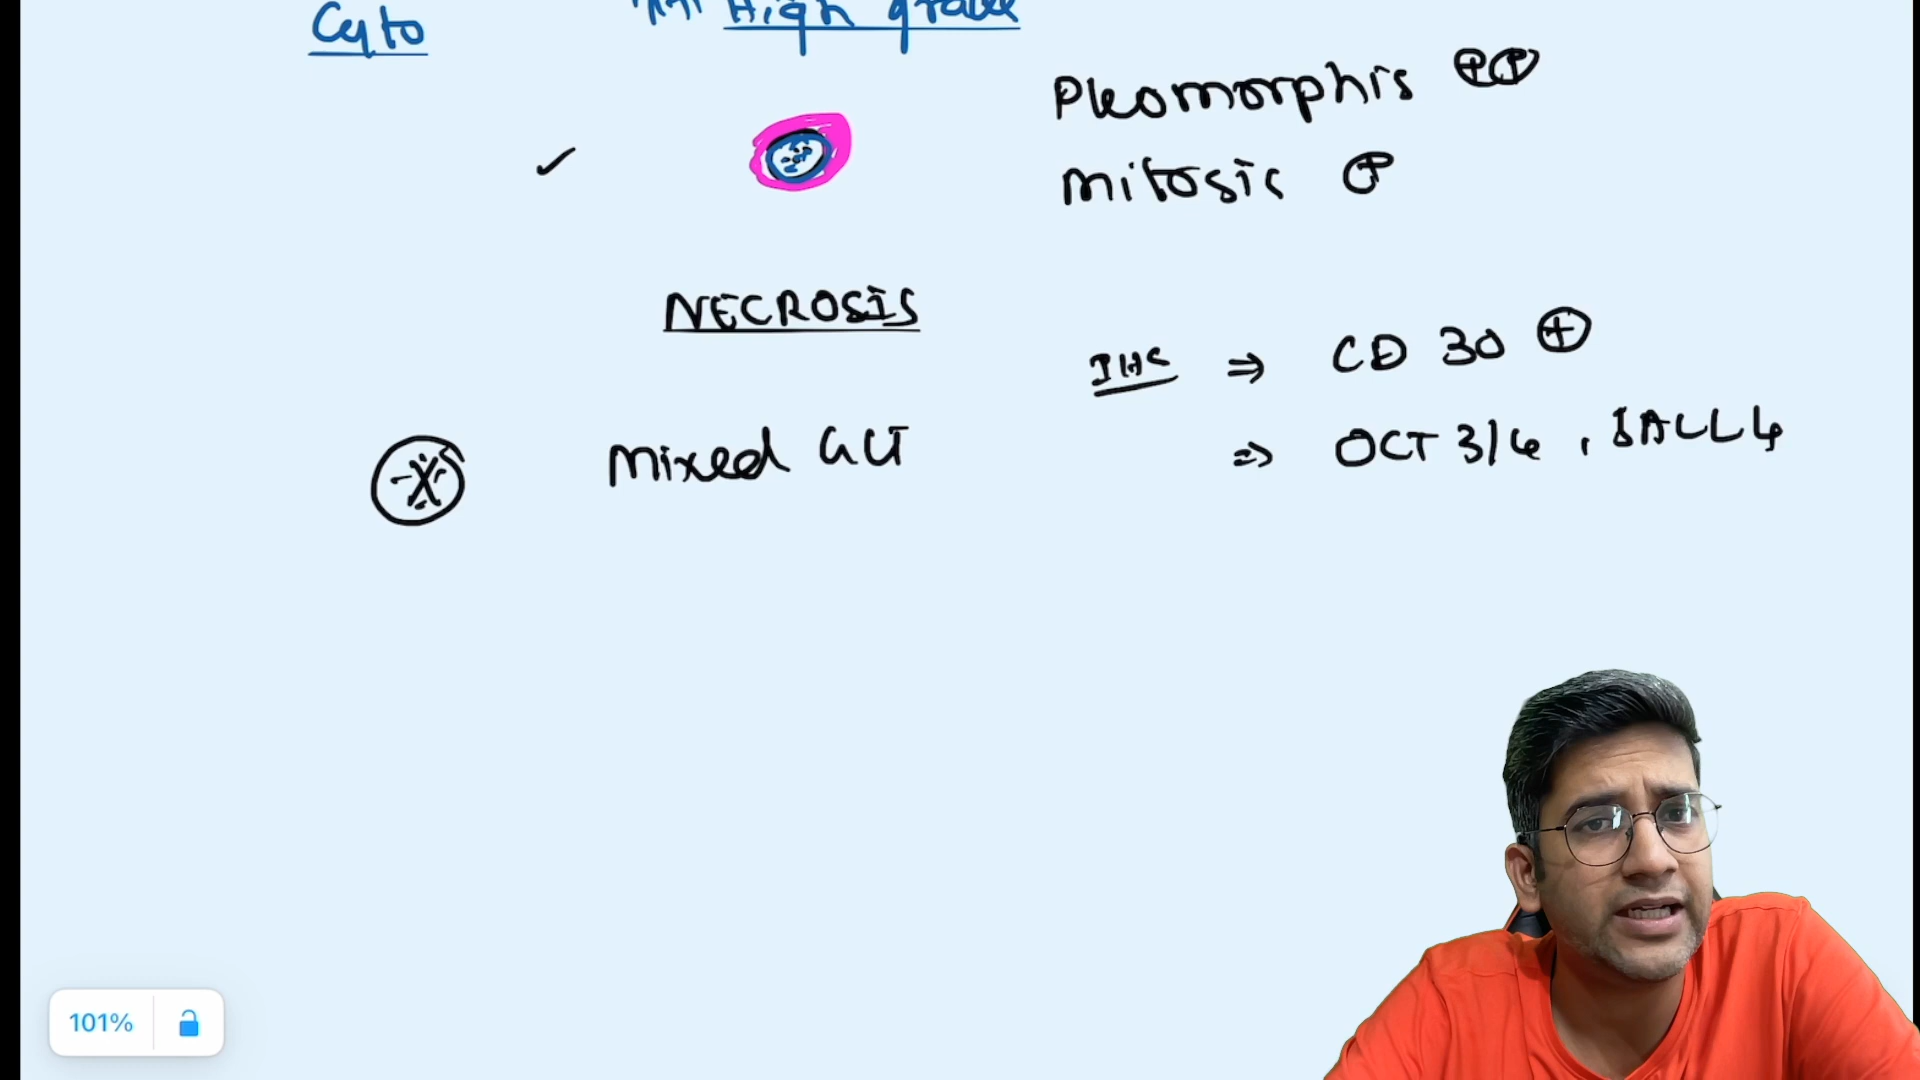 Cyto High grade
Pleomorphis ++
mitosis +
NECROSIS
IHC ⇒ CD 30 +
mixed GCT ⇒ OCT 3/4 , SALL4
101%